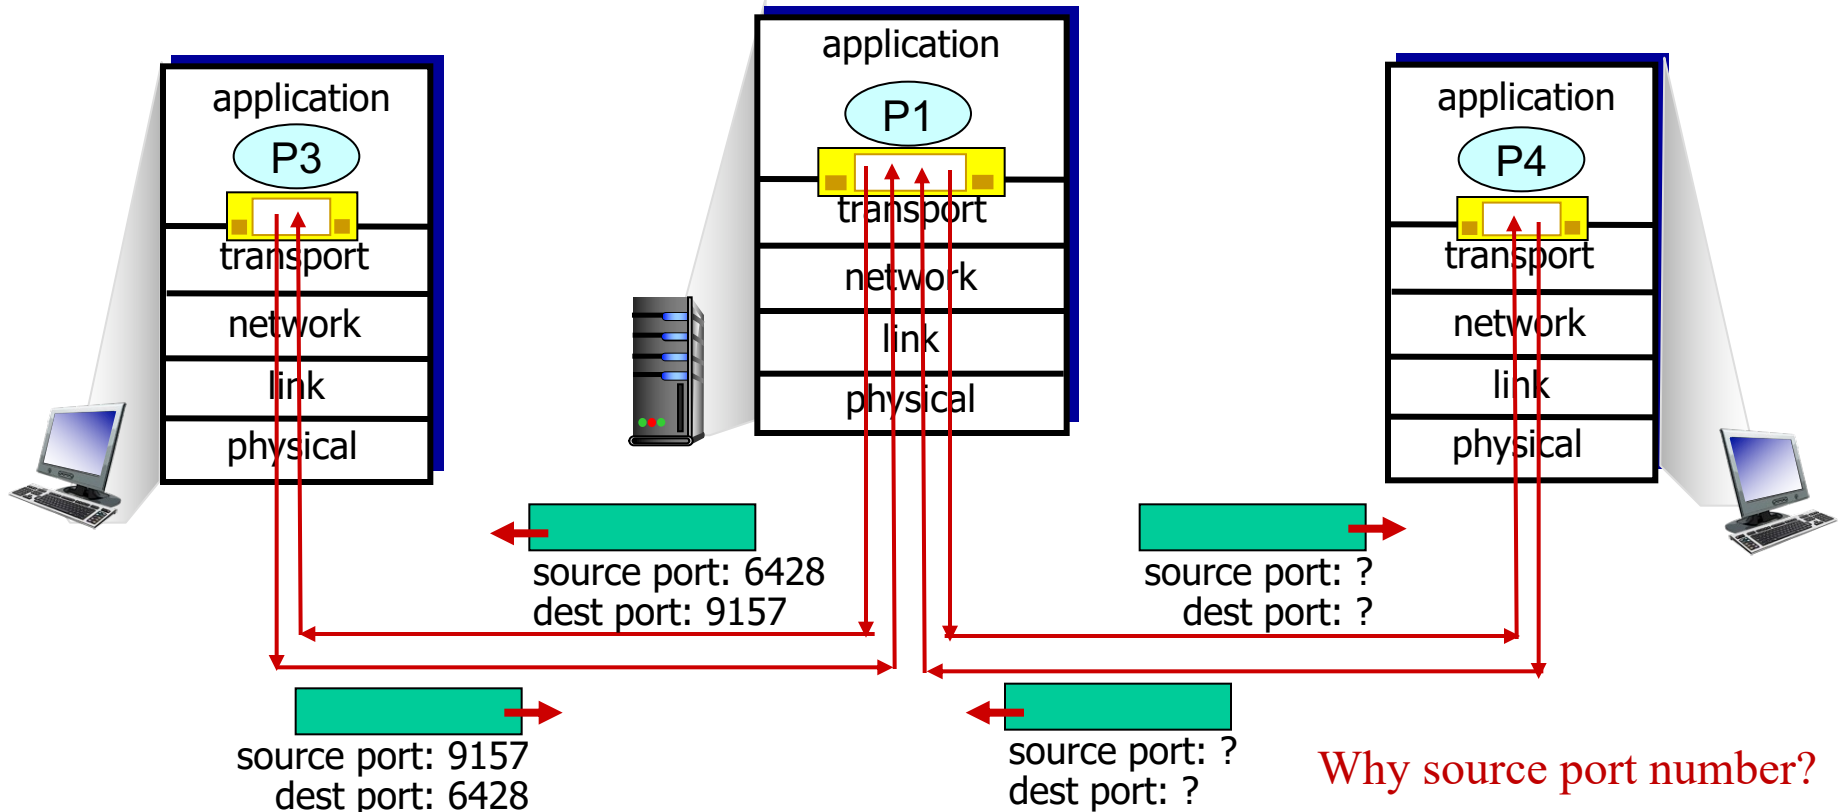 application
P3
transport
network
link
physical
application
P1
transport
network
link
physical
application
P4
transport
network
link
physical
source port: 6428
dest port: 9157
source port: ?
dest port: ?
source port: 9157
dest port: 6428
source port: ?
dest port: ?
Why source port number?